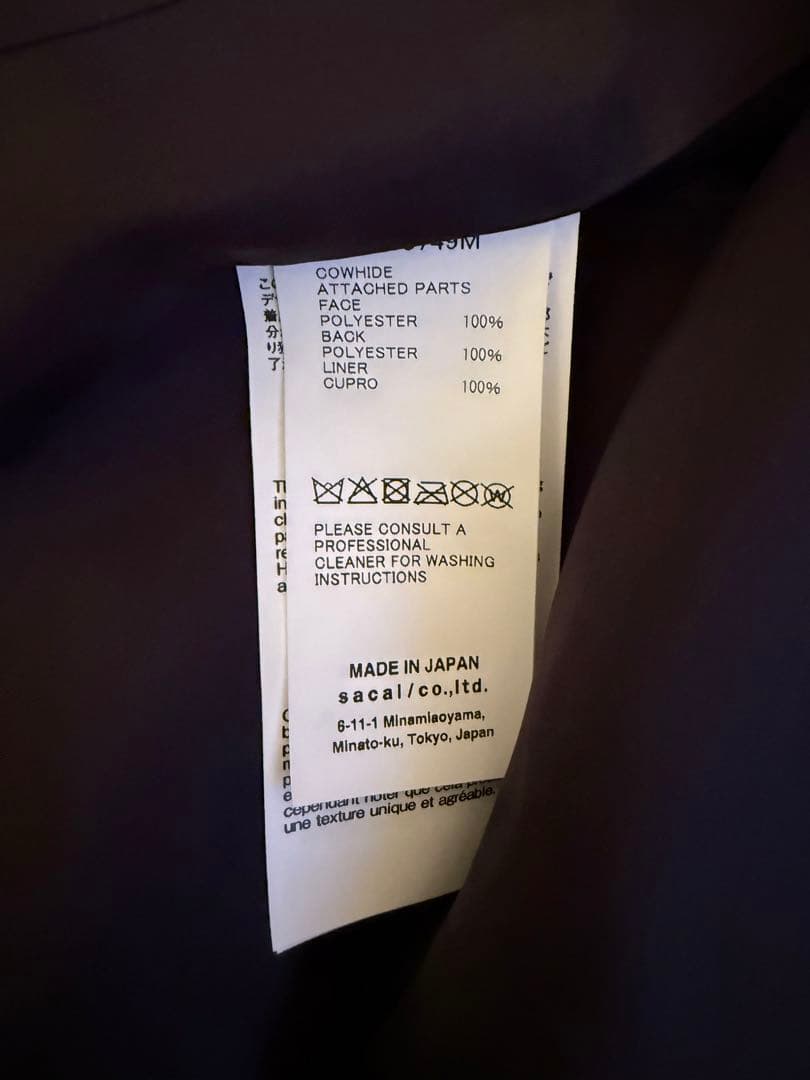 749M
COWHIDE
ATTACHED PARTS
FACE
POLYESTER 100%
BACK
POLYESTER 100%
LINER
CUPRO 100%
PLEASE CONSULT A
PROFESSIONAL
CLEANER FOR WASHING
INSTRUCTIONS
MADE IN JAPAN
sacai/co.,ltd.
6-11-1 Minamiaoyama,
Minato-ku, Tokyo, Japan
cependant noter que cela
une texture unique et agréable.